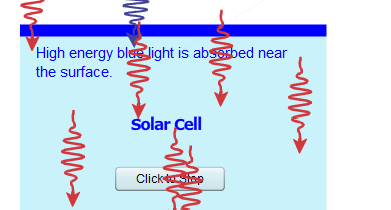 High energy blue light is absorbed near
the surface.
Solar Cell
Click to Stop